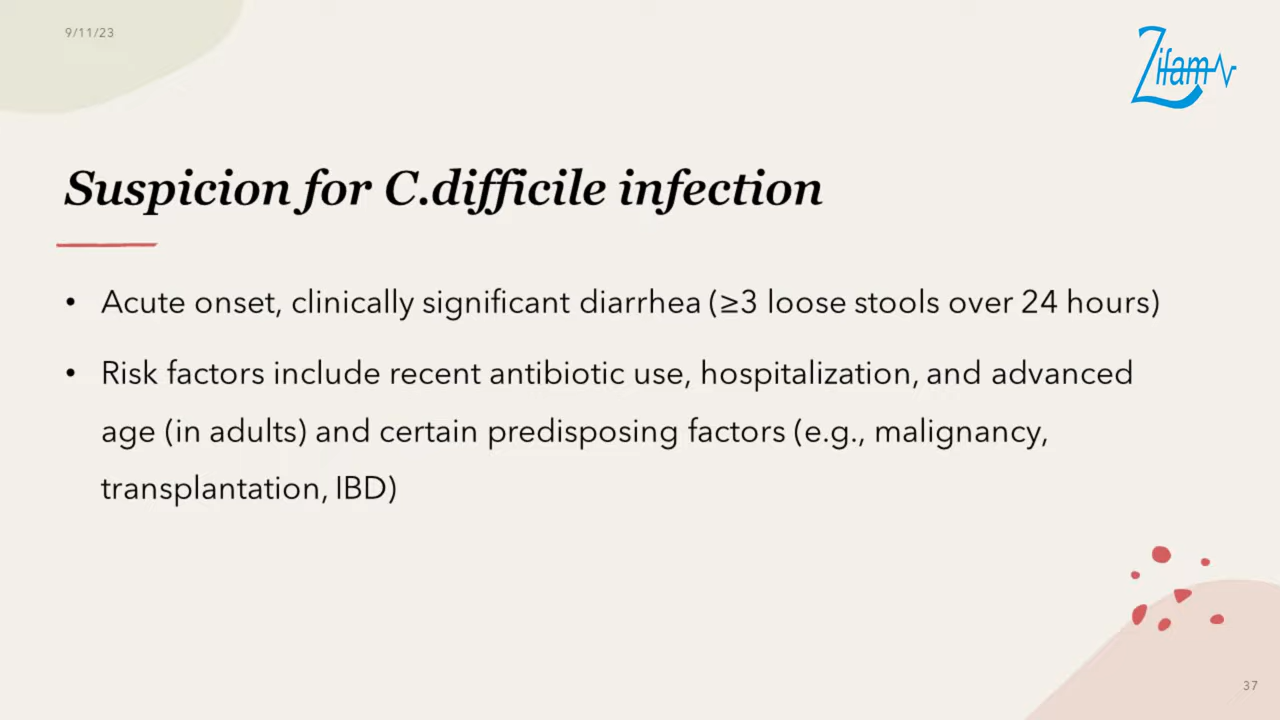 9/11/23
Zifam
Suspicion for C.difficile infection
• Acute onset, clinically significant diarrhea (≥3 loose stools over 24 hours)
• Risk factors include recent antibiotic use, hospitalization, and advanced
age (in adults) and certain predisposing factors (e.g., malignancy,
transplantation, IBD)
37